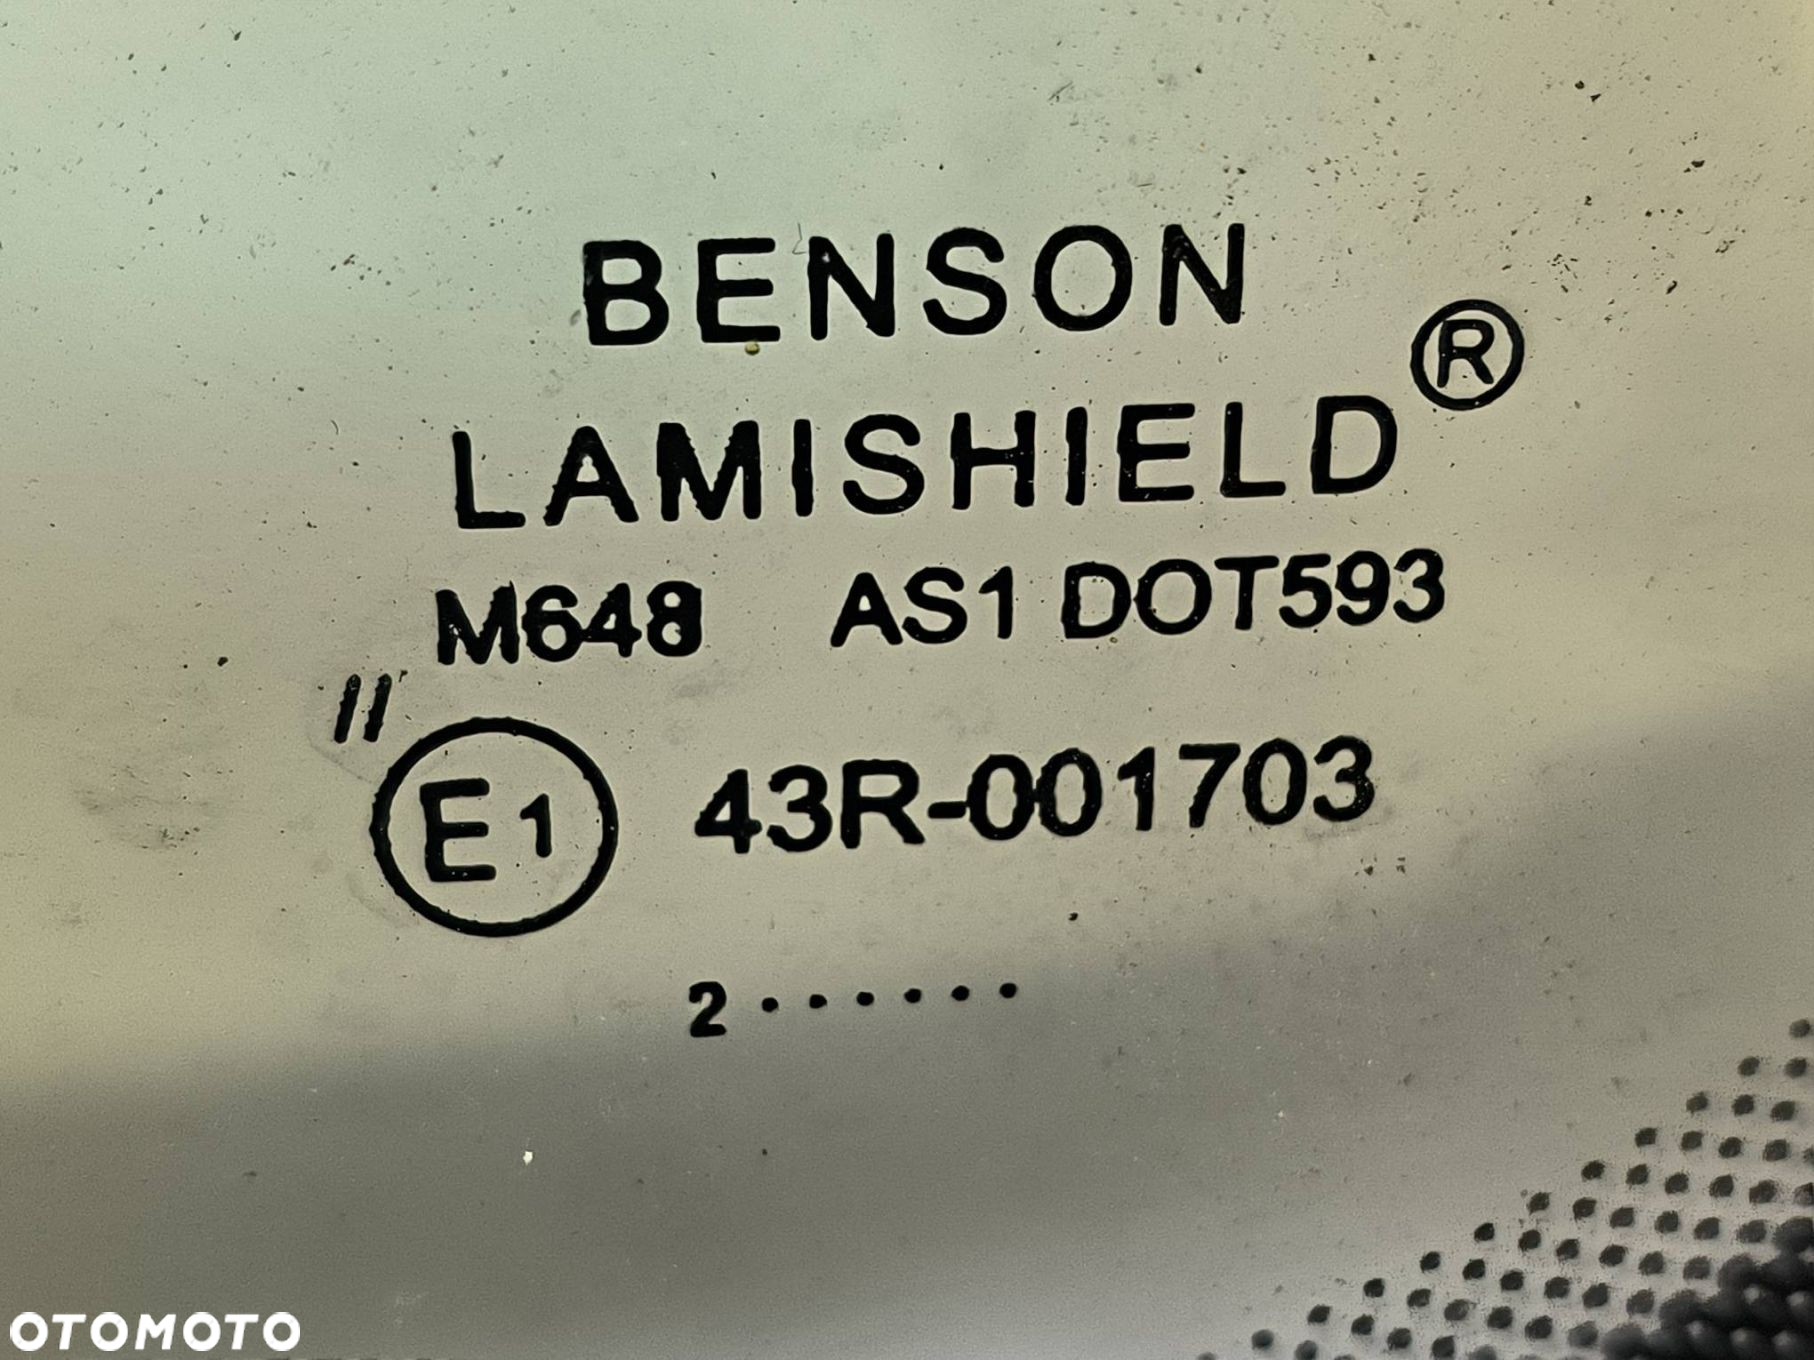 BENSON
LAMISHIELD®
M648 AS1 DOT593
//
E1 43R-001703
2 · · · · · ·
OTOMOTO